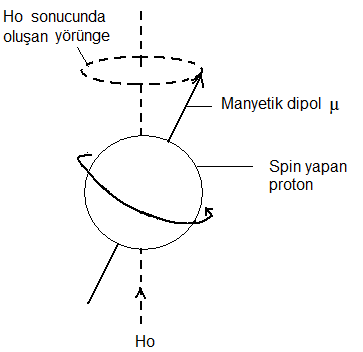 Ho sonucunda
oluşan yörünge
Manyetik dipol μ
Spin yapan
proton
Ho